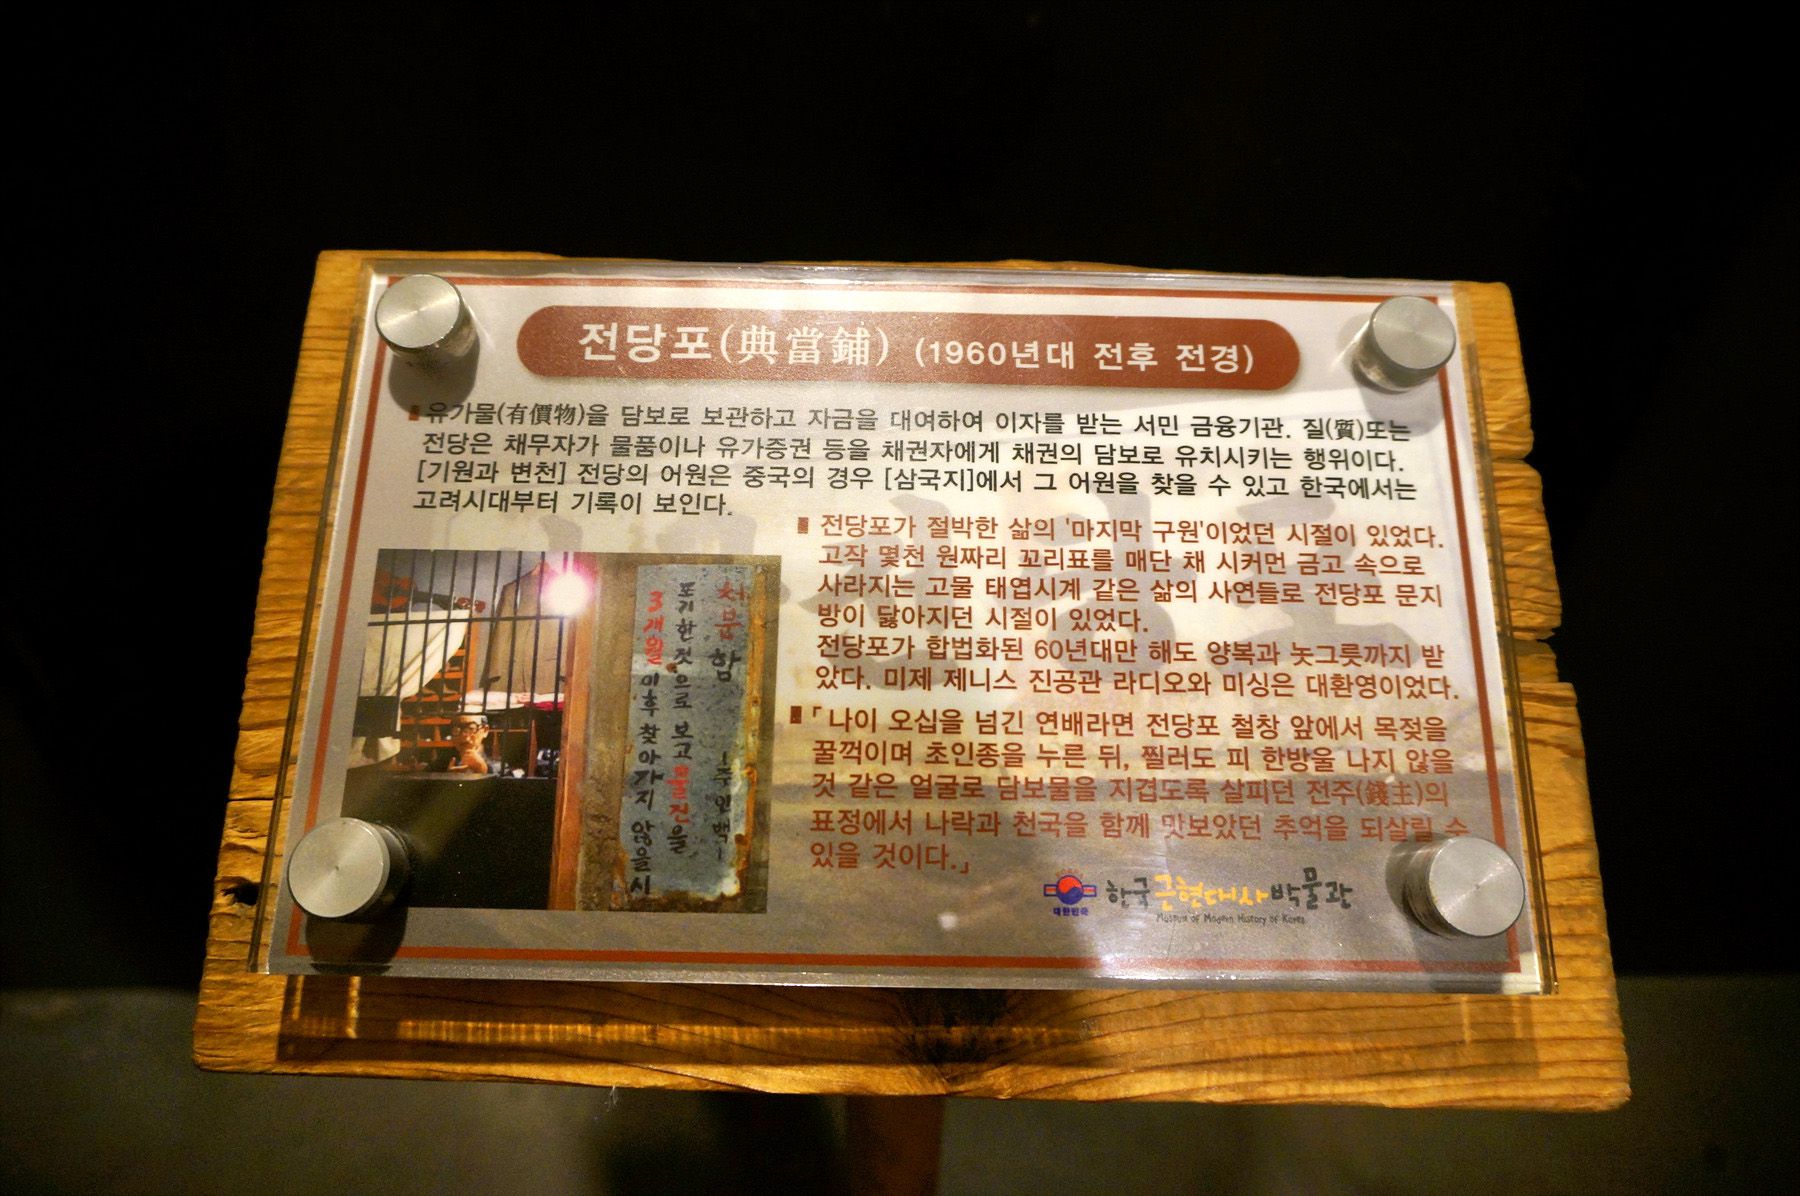 전당포(典當鋪) (1960년대 전후 전경)
유가물(有價物)을 담보로 보관하고 자금을 대여하여 이자를 받는 서민 금융기관. 질(質)또는
전당은 채무자가 물품이나 유가증권 등을 채권자에게 채권의 담보로 유치시키는 행위이다.
[기원과 변천] 전당의 어원은 중국의 경우 [삼국지]에서 그 어원을 찾을 수 있고 한국에서는
고려시대부터 기록이 보인다.
전당포가 절박한 삶의 '마지막 구원'이었던 시절이 있었다.
고작 몇천 원짜리 꼬리표를 매단 채 시커먼 금고 속으로
사라지는 고물 태엽시계 같은 삶의 사연들로 전당포 문지
방이 닳아지던 시절이 있었다.
전당포가 합법화된 60년대만 해도 양복과 놋그릇까지 받
았다. 미제 제니스 진공관 라디오와 미싱은 대환영이었다.
「나이 오십을 넘긴 연배라면 전당포 철창 앞에서 목젖을
꿀꺽이며 초인종을 누른 뒤, 찔러도 피 한방울 나지 않을
것 같은 얼굴로 담보물을 지겹도록 살피던 전주(錢主)의
표정에서 나락과 천국을 함께 맛보았던 추억을 되살릴 수
있을 것이다.」
처분함 -주인백-
포기한것으로 보고물건을
3개월이후 찾아가지 않을시
대한민국
한국근현대사박물관
Museum of Modern History of Korea